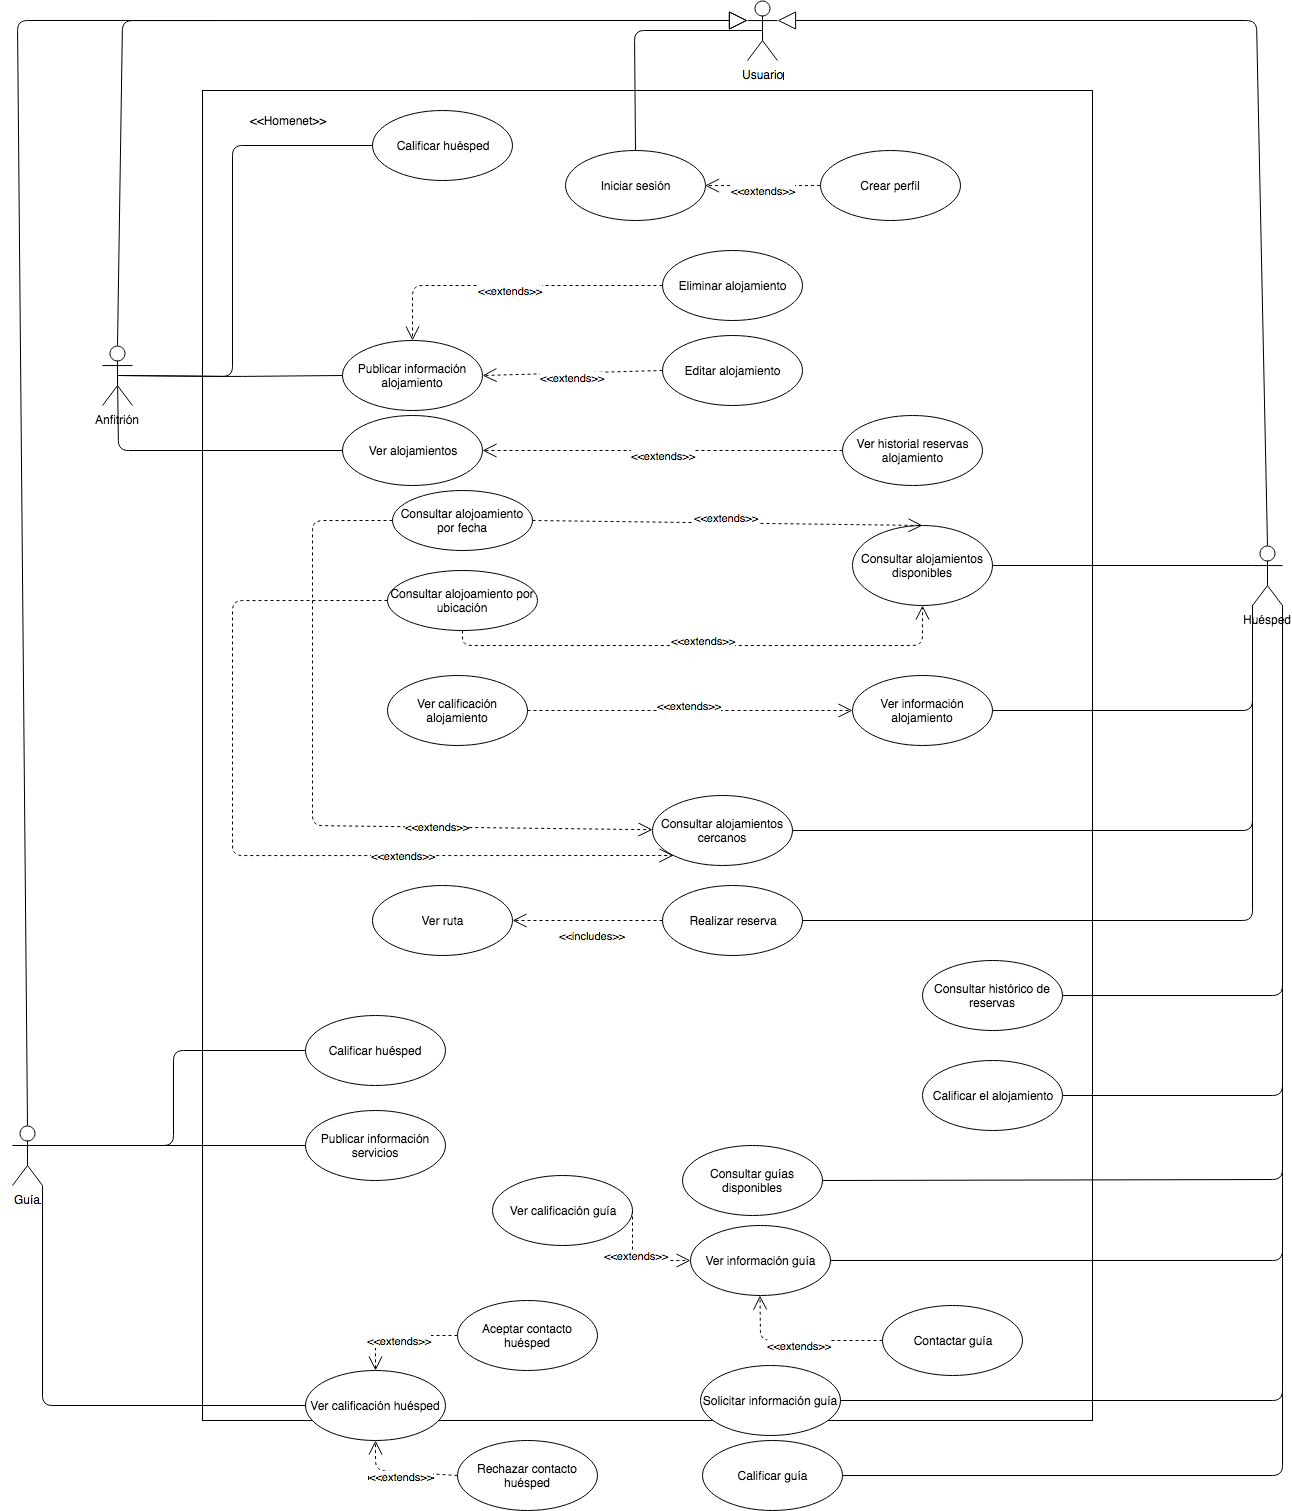 Usuario
<<Homenet>>
Calificar huésped
Iniciar sesión
<<extends>>
Crear perfil
Eliminar alojamiento
<<extends>>
Publicar información
alojamiento
<<extends>>
Editar alojamiento
Anfitrión
Ver alojamientos
<<extends>>
Ver historial reservas
alojamiento
Consultar alojoamiento
por fecha
<<extends>>
Consultar alojamientos
disponibles
Consultar alojoamiento por
ubicación
<<extends>>
Huésped
Ver calificación
alojamiento
<<extends>>
Ver información
alojamiento
<<extends>>
Consultar alojamientos
cercanos
<<extends>>
Ver ruta
<<includes>>
Realizar reserva
Consultar histórico de
reservas
Calificar huésped
Calificar el alojamiento
Publicar información
servicios
Guía
Consultar guías
disponibles
Ver calificación guía
<<extends>>
Ver información guía
Aceptar contacto
huésped
<<extends>>
<<extends>>
Contactar guía
Ver calificación huésped
Solicitar información guía
<<extends>>
Rechazar contacto
huésped
Calificar guía